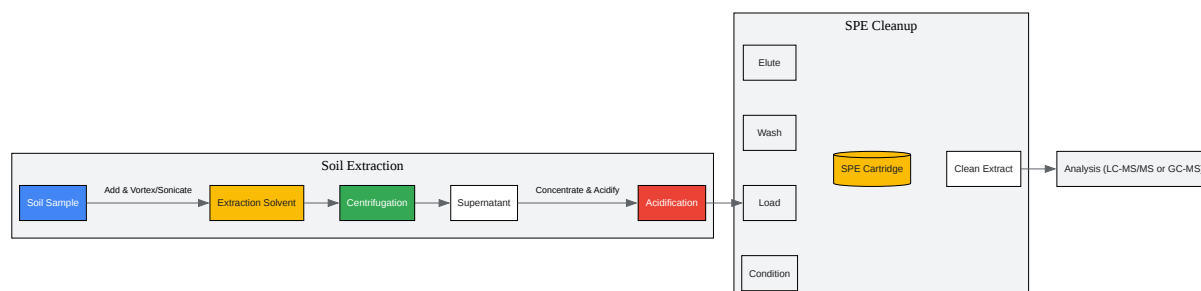 SPE Cleanup
Elute
Wash
Soil Extraction
SPE Cartridge
Clean Extract
Analysis (LC-MS/MS or GC-MS)
Soil Sample
Add & Vortex/Sonicate
Extraction Solvent
Centrifugation
Supernatant
Concentrate & Acidify
Acidification
Load
Condition